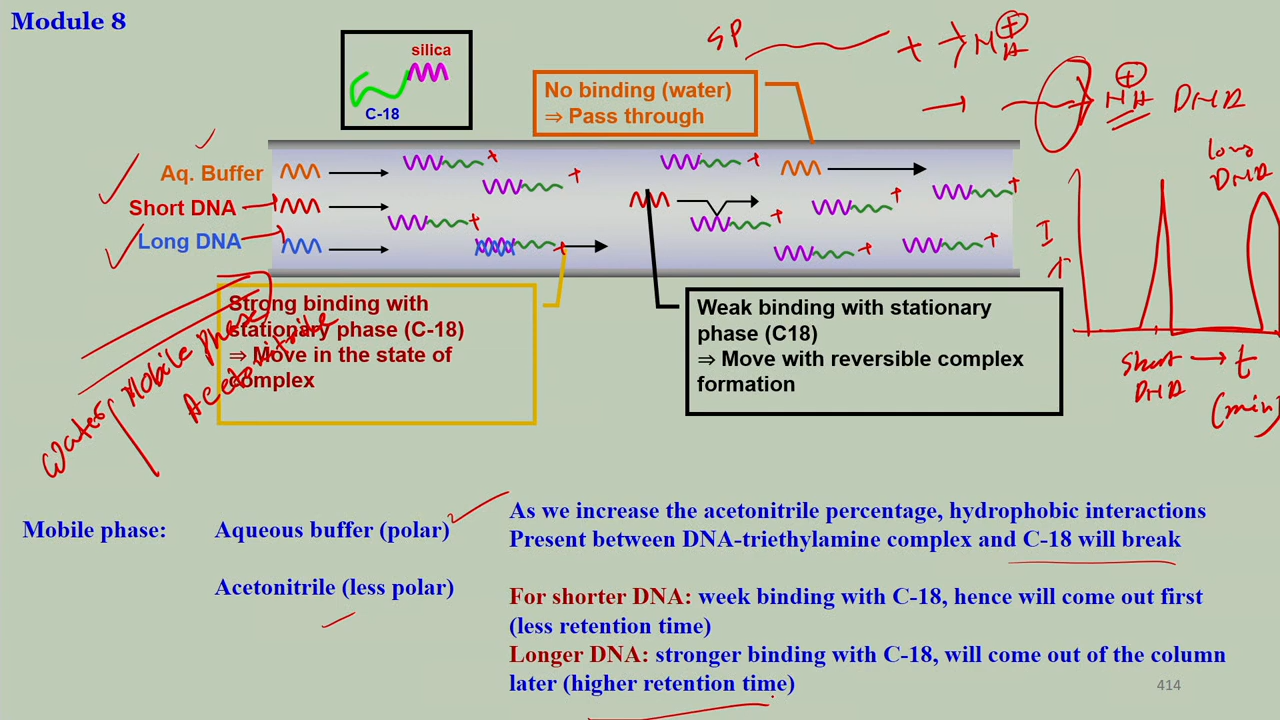 Module 8
silica
C-18
No binding (water)
⇒ Pass through
SP + N⊕
→ ⊕ DNA
Aq. Buffer
Short DNA
Long DNA
+
+
+
+
+
+
+
+
+
+
+
long
DNA
I
↑
short → t
DNA (min)
Strong binding with
stationary phase (C-18)
⇒ Move in the state of
complex
Weak binding with stationary
phase (C18)
⇒ Move with reversible complex
formation
Mobile phase
Water
Acetonitrile
Mobile phase: Aqueous buffer (polar)
Acetonitrile (less polar)
As we increase the acetonitrile percentage, hydrophobic interactions
Present between DNA-triethylamine complex and C-18 will break
For shorter DNA: week binding with C-18, hence will come out first
(less retention time)
Longer DNA: stronger binding with C-18, will come out of the column
later (higher retention time)
414